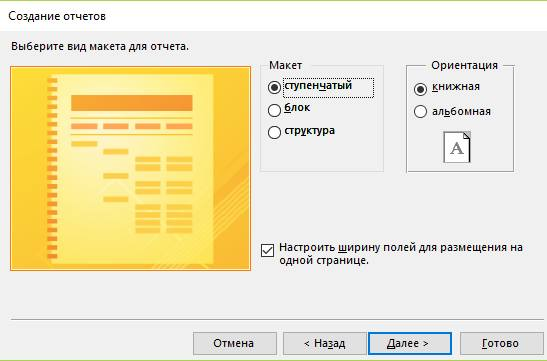 Создание отчетов
Выберите вид макета для отчета.
Макет
ступенчатый
блок
структура
Ориентация
книжная
альбомная
A
Настроить ширину полей для размещения на
одной странице.
Отмена
< Назад
Далее >
Готово